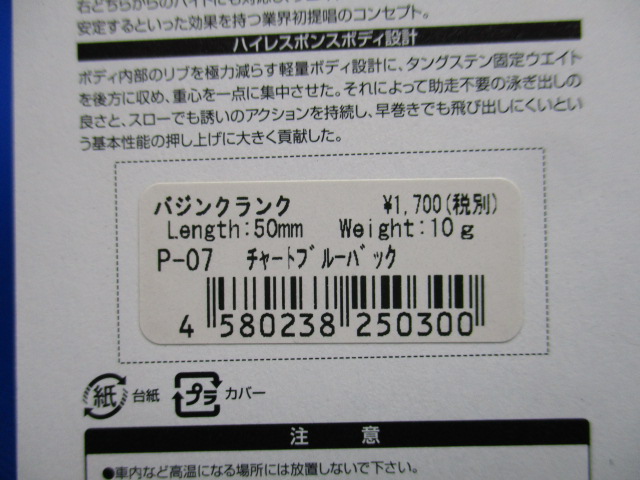 安定するといった効果を持つ業界初提唱のコンセプト。
ハイレスポンスボディ設計
ボディ内部のリブを極力減らす軽量ボディ設計に、タングステン固定ウエイト
を後方に収め、重心を一点に集中させた。それによって助走不要の泳ぎ出しの
良さと、スローでも誘いのアクションを持続し、早巻きでも飛び出しにくいとい
う基本性能の押し上げに大きく貢献した。
バジンクランク ¥1,700(税別)
Length:50mm Weight:10g
P-07 チャートブルーバック
4 580238 250300
紙 台紙 プラ カバー
注意
●車内など高温になる場所には放置しないで下さい。